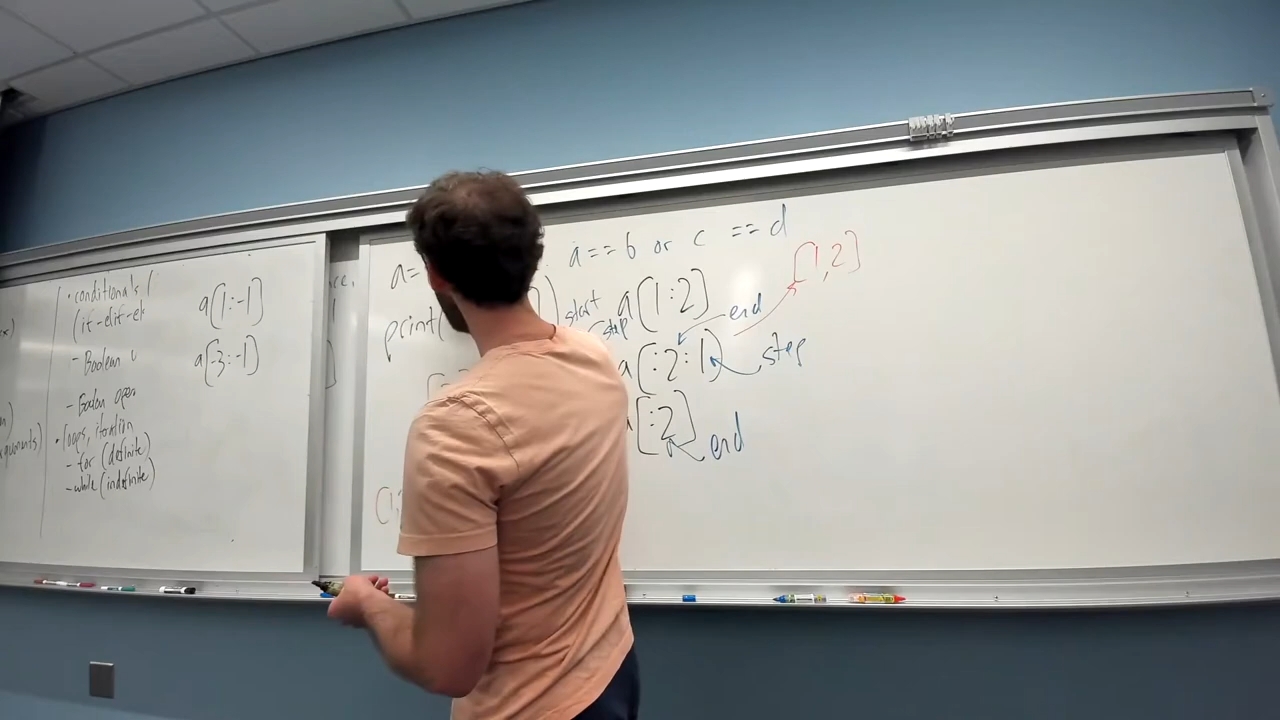 • conditionals (
(if-elif-el
- Boolean
- Boolean oper
• loops, iteration
- for (definite)
- while (indefinite)
a[1:-1]
a[-3:-1]
a=
print(
a==b or c ==d
start
step
a[1:2]
end
[1,2]
a[:2:1]
step
a[:2]
end